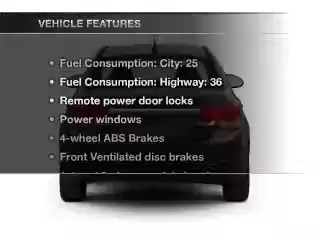 VEHICLE FEATURES
• Fuel Consumption: City: 25
• Fuel Consumption: Highway: 36
• Remote power door locks
• Power windows
• 4-wheel ABS Brakes
• Front Ventilated disc brakes